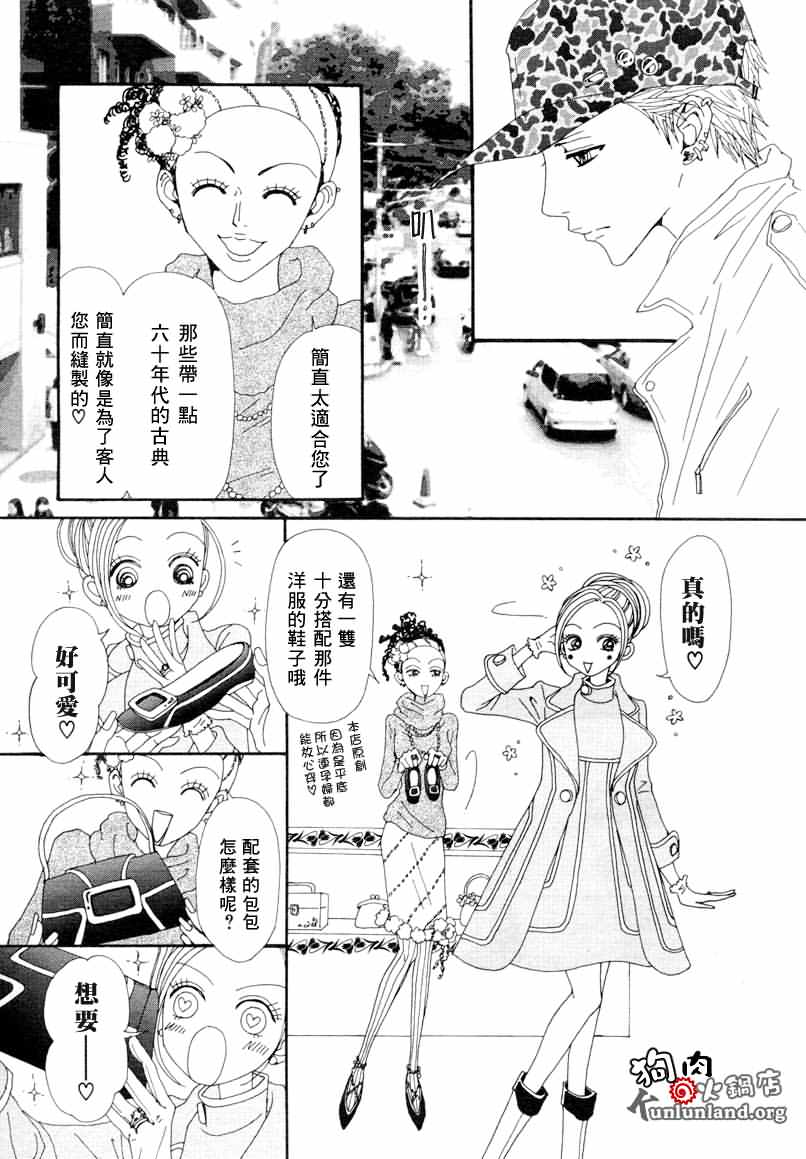 叭
簡直太適合您了
那些帶一點
六十年代的古典
簡直就像是為了客人
您而縫製的♡
真的嗎♡
還有一雙
十分搭配那件
洋服的鞋子哦
本店原創
因為是平底
所以連孕婦都
能放心穿♡
好可愛♡
配套的包包
怎麼樣呢？
想要——♡
狗肉
火鍋店
Kunlunland.org